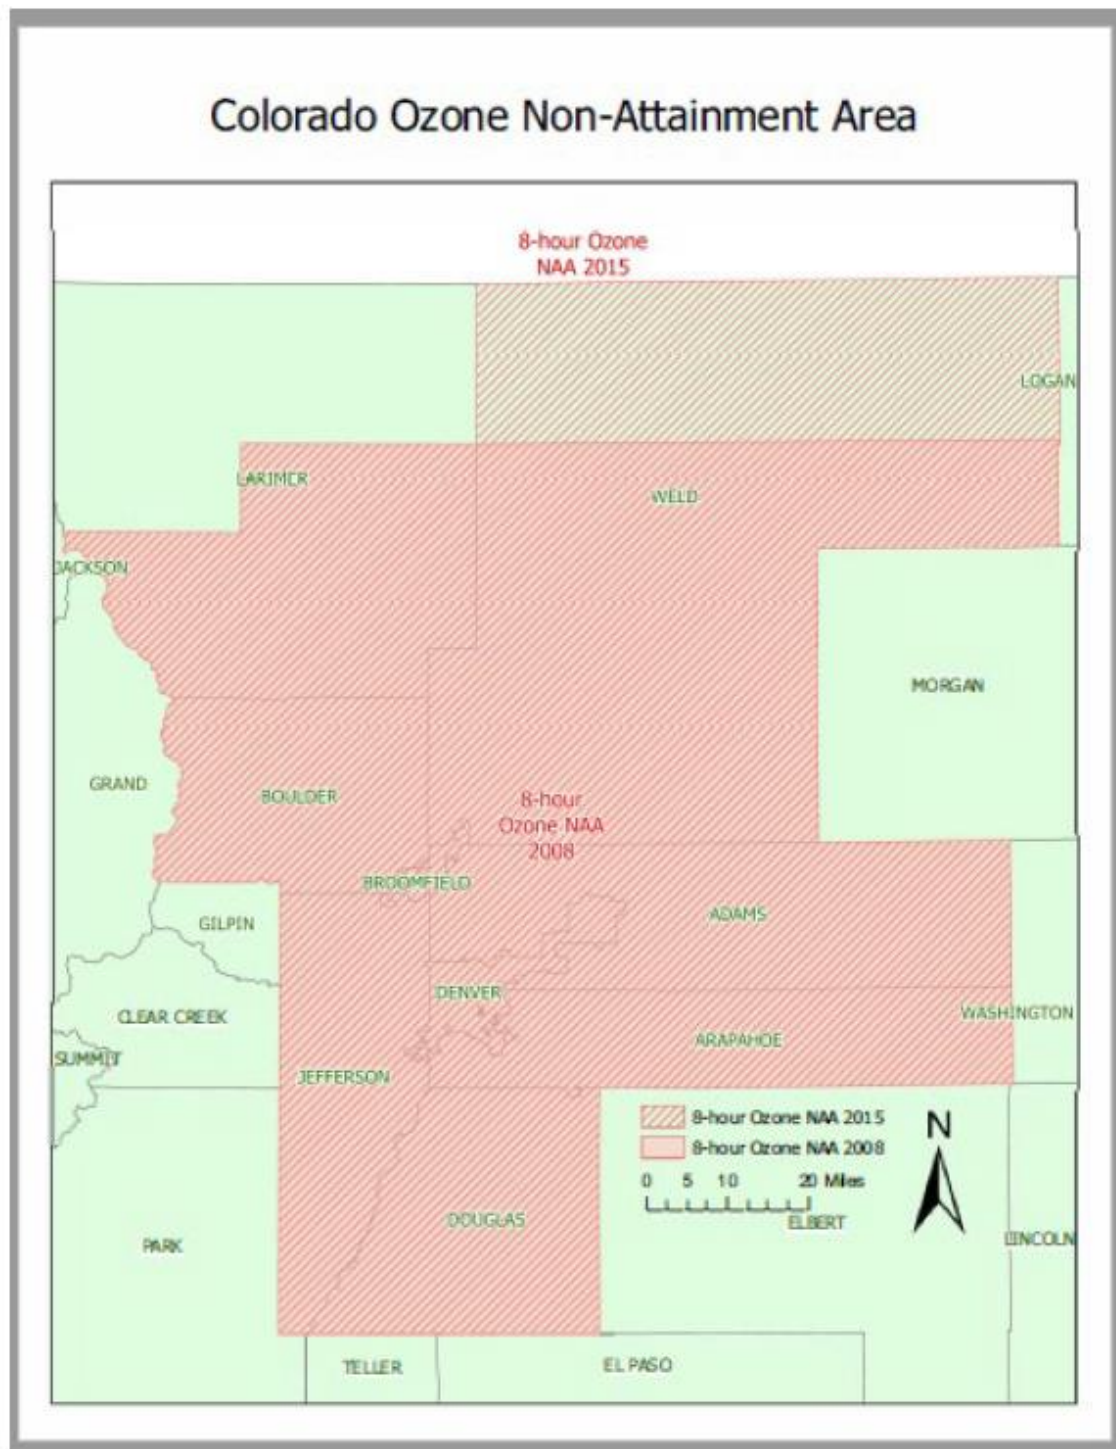 Colorado Ozone Non-Attainment Area
8-hour Ozone
NAA 2015
LOGAN
LARIMER
WELD
JACKSON
MORGAN
GRAND
BOULDER
8-hour
Ozone NAA
2008
BROOMFIELD
GILPIN
ADAMS
DENVER
CLEAR CREEK
WASHINGTON
ARAPAHOE
SUMMIT
JEFFERSON
8-hour Ozone NAA 2015
8-hour Ozone NAA 2008
N
0 5 10 20 Miles
DOUGLAS
ELBERT
PARK
LINCOLN
TELLER
EL PASO